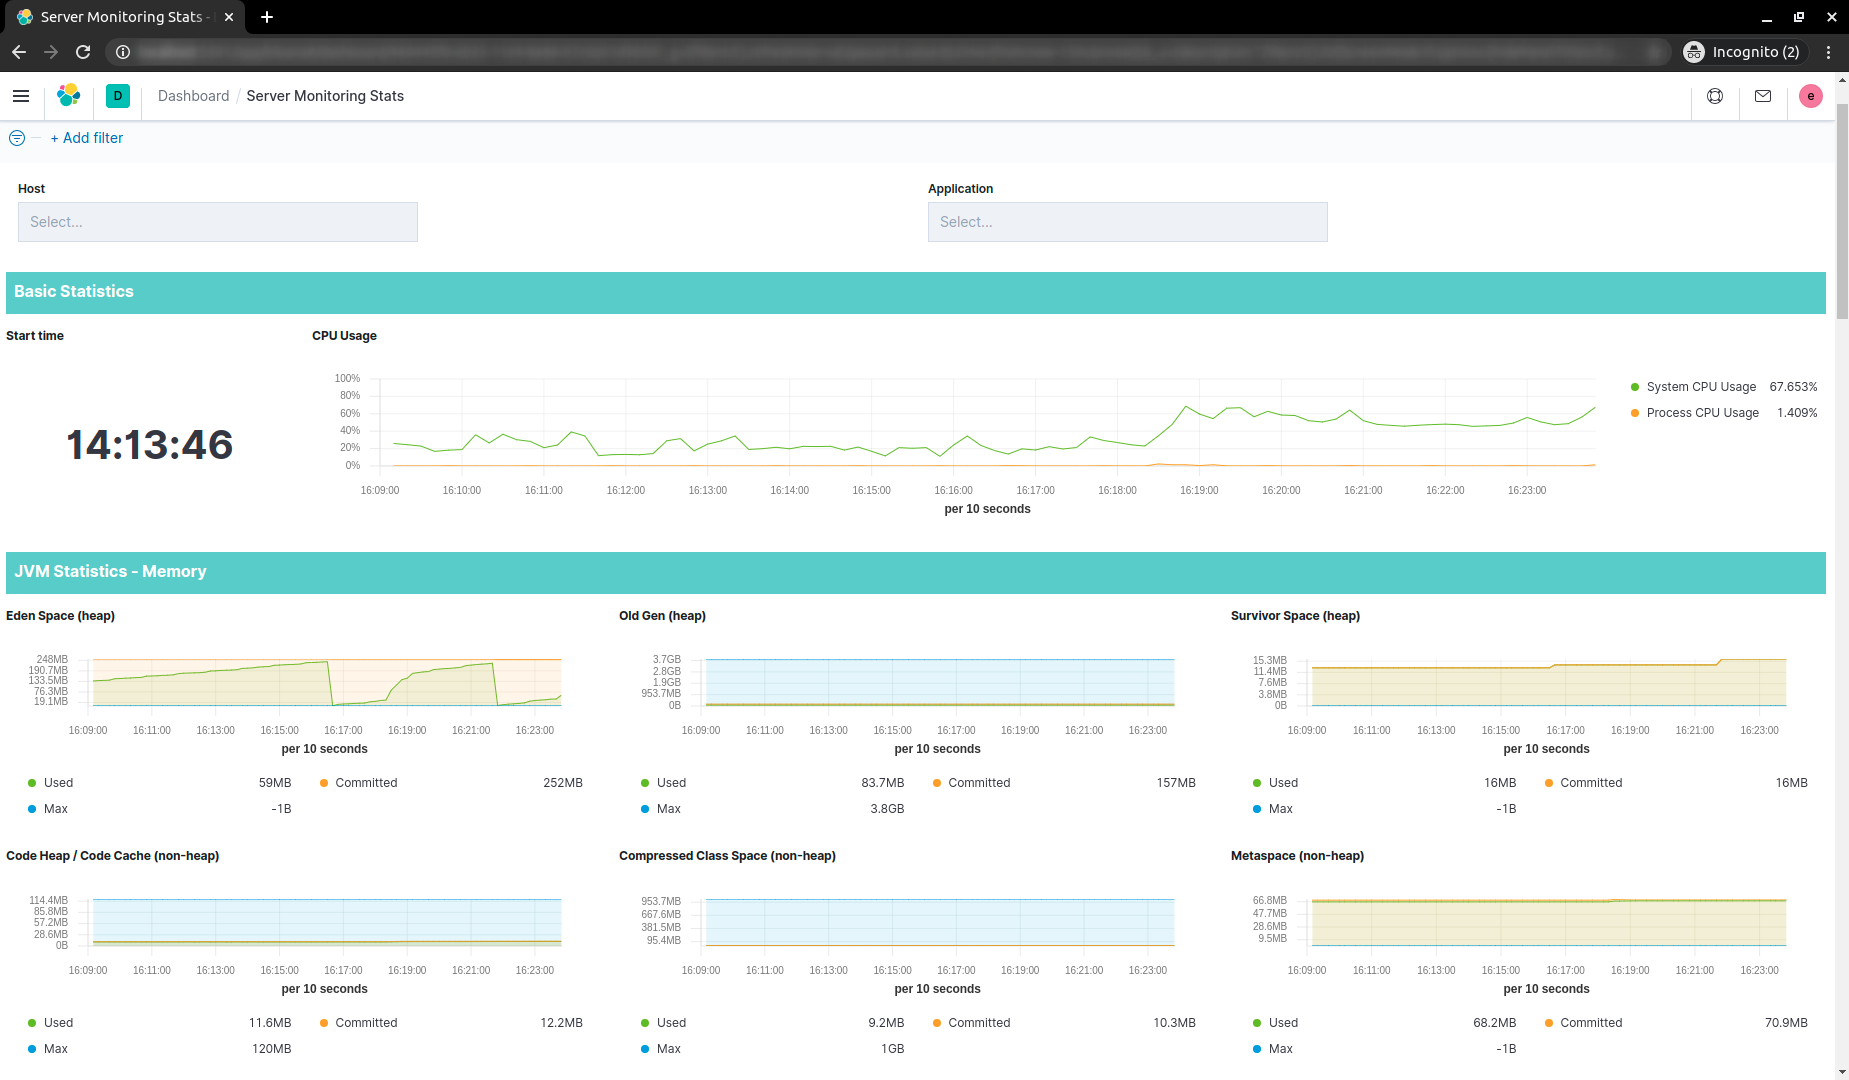 Server Monitoring Stats -
Incognito (2)
D
Dashboard / Server Monitoring Stats
e
+ Add filter
Host
Application
Select...
Select...
Basic Statistics
Start time
CPU Usage
14:13:46
100%
80%
60%
40%
20%
0%
16:09:00 16:10:00 16:11:00 16:12:00 16:13:00 16:14:00 16:15:00 16:16:00 16:17:00 16:18:00 16:19:00 16:20:00 16:21:00 16:22:00 16:23:00
per 10 seconds
System CPU Usage 67.653%
Process CPU Usage 1.409%
JVM Statistics - Memory
Eden Space (heap)
248MB
190.7MB
133.5MB
76.3MB
19.1MB
16:09:00 16:11:00 16:13:00 16:15:00 16:17:00 16:19:00 16:21:00 16:23:00
per 10 seconds
Used 59MB Committed 252MB
Max -1B
Old Gen (heap)
3.7GB
2.8GB
1.9GB
953.7MB
0B
16:09:00 16:11:00 16:13:00 16:15:00 16:17:00 16:19:00 16:21:00 16:23:00
per 10 seconds
Used 83.7MB Committed 157MB
Max 3.8GB
Survivor Space (heap)
15.3MB
11.4MB
7.6MB
3.8MB
0B
16:09:00 16:11:00 16:13:00 16:15:00 16:17:00 16:19:00 16:21:00 16:23:00
per 10 seconds
Used 16MB Committed 16MB
Max -1B
Code Heap / Code Cache (non-heap)
114.4MB
85.8MB
57.2MB
28.6MB
0B
16:09:00 16:11:00 16:13:00 16:15:00 16:17:00 16:19:00 16:21:00 16:23:00
per 10 seconds
Used 11.6MB Committed 12.2MB
Max 120MB
Compressed Class Space (non-heap)
953.7MB
667.6MB
381.5MB
95.4MB
16:09:00 16:11:00 16:13:00 16:15:00 16:17:00 16:19:00 16:21:00 16:23:00
per 10 seconds
Used 9.2MB Committed 10.3MB
Max 1GB
Metaspace (non-heap)
66.8MB
47.7MB
28.6MB
9.5MB
16:09:00 16:11:00 16:13:00 16:15:00 16:17:00 16:19:00 16:21:00 16:23:00
per 10 seconds
Used 68.2MB Committed 70.9MB
Max -1B